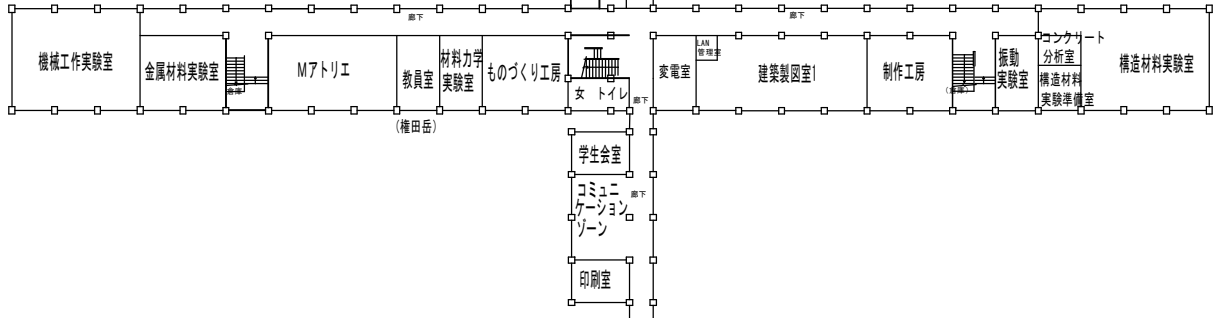 廊下
廊下
機械工作実験室
金属材料実験室
倉庫
Mアトリエ
教員室
材料力学
実験室
ものづくり工房
女 トイレ
廊下
変電室
LAN
管理室
建築製図室1
制作工房
(倉庫)
振動
実験室
コンクリート
分析室
構造材料
実験準備室
構造材料実験室
(権田岳)
学生会室
コミュニ
ケーション
ゾーン
廊下
印刷室